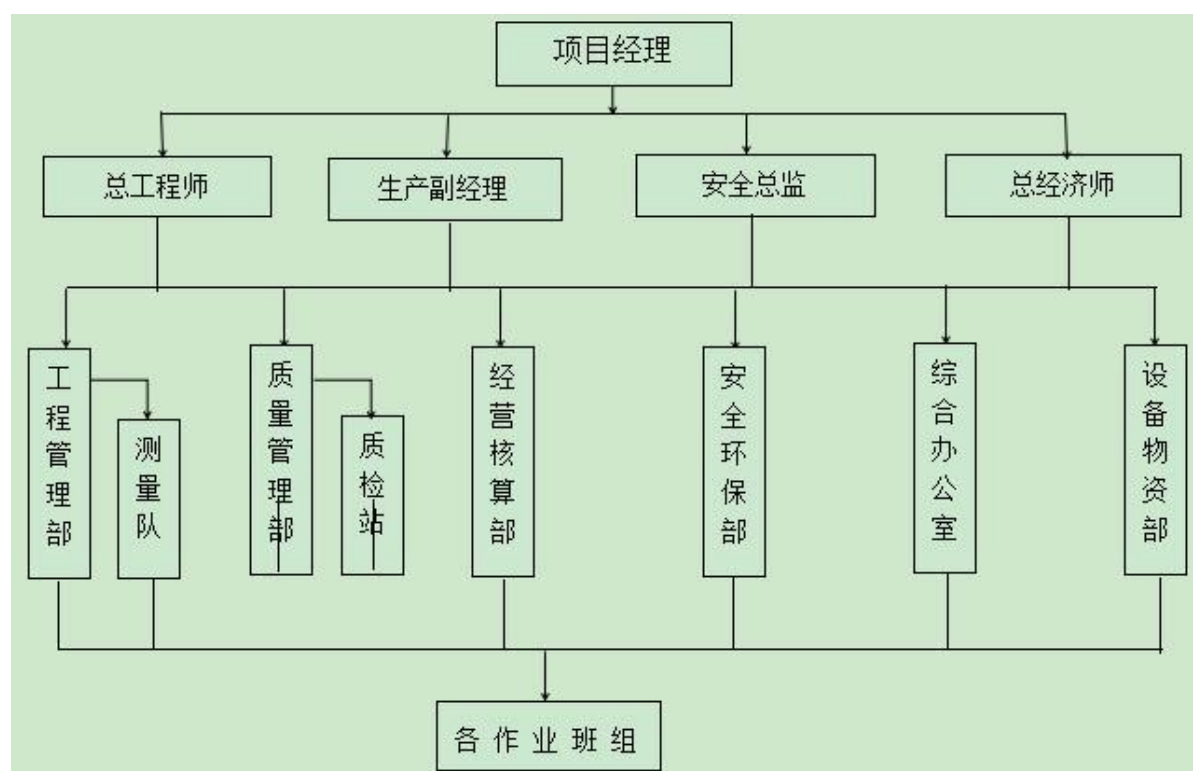 项目经理
总工程师
生产副经理
安全总监
总经济师
工程管理部
测量队
质量管理部
质检站
经营核算部
安全环保部
综合办公室
设备物资部
各作业班组